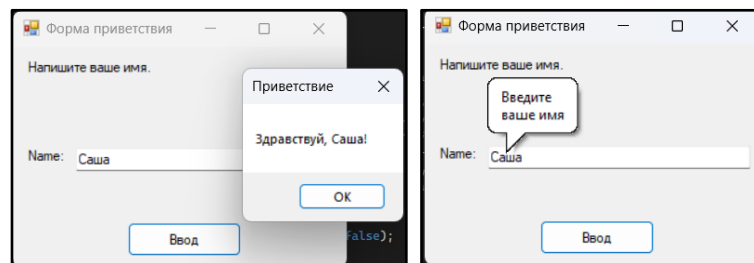 Форма приветствия
Напишите ваше имя.
Приветствие
Здравствуй, Саша!
Name: Саша
OK
Ввод
False);
Форма приветствия
Напишите ваше имя.
Введите
ваше имя
Name: Саша
Ввод